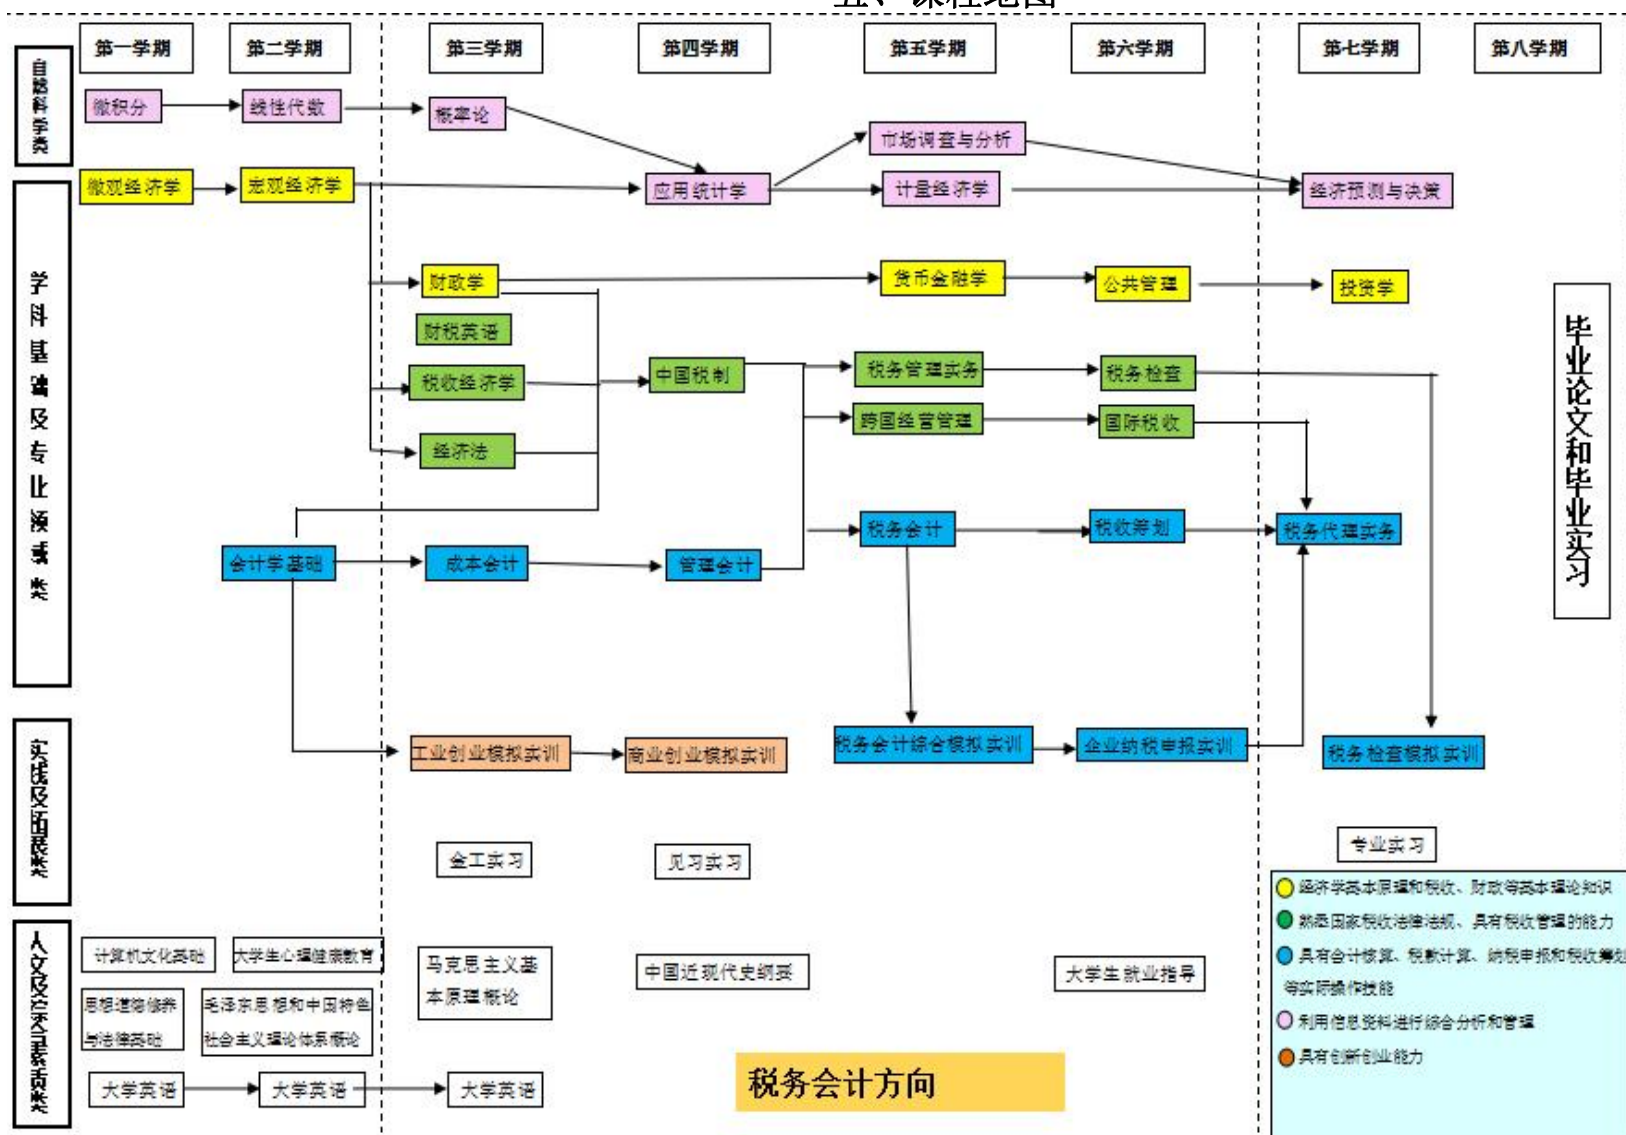 五、课程地图
第一学期
第二学期
第三学期
第四学期
第五学期
第六学期
第七学期
第八学期
自然科学类
微积分
线性代数
概率论
市场调查与分析
应用统计学
计量经济学
经济预测与决策
学科基础及专业领域类
微观经济学
宏观经济学
财政学
货币金融学
公共管理
投资学
财税英语
税收经济学
中国税制
税务管理实务
税务检查
跨国经营管理
国际税收
经济法
税务会计
税收筹划
税务代理实务
会计学基础
成本会计
管理会计
毕业论文和毕业实习
实践及拓展类
工业创业模拟实训
商业创业模拟实训
税务会计综合模拟实训
企业纳税申报实训
税务检查模拟实训
金工实习
见习实习
专业实习
计算机文化基础
大学生心理健康教育
马克思主义基
本原理概论
中国近现代史纲要
大学生就业指导
思想道德修养
与法律基础
毛泽东思想和中国特色
社会主义理论体系概论
大学英语
大学英语
大学英语
税务会计方向
经济学基本原理和税收、财政等基本理论知识
熟悉国家税收法律法规、具有税收管理的能力
具有会计核算、税款计算、纳税申报和税收筹划
等实际操作技能
利用信息资料进行综合分析和管理
具有创新创业能力